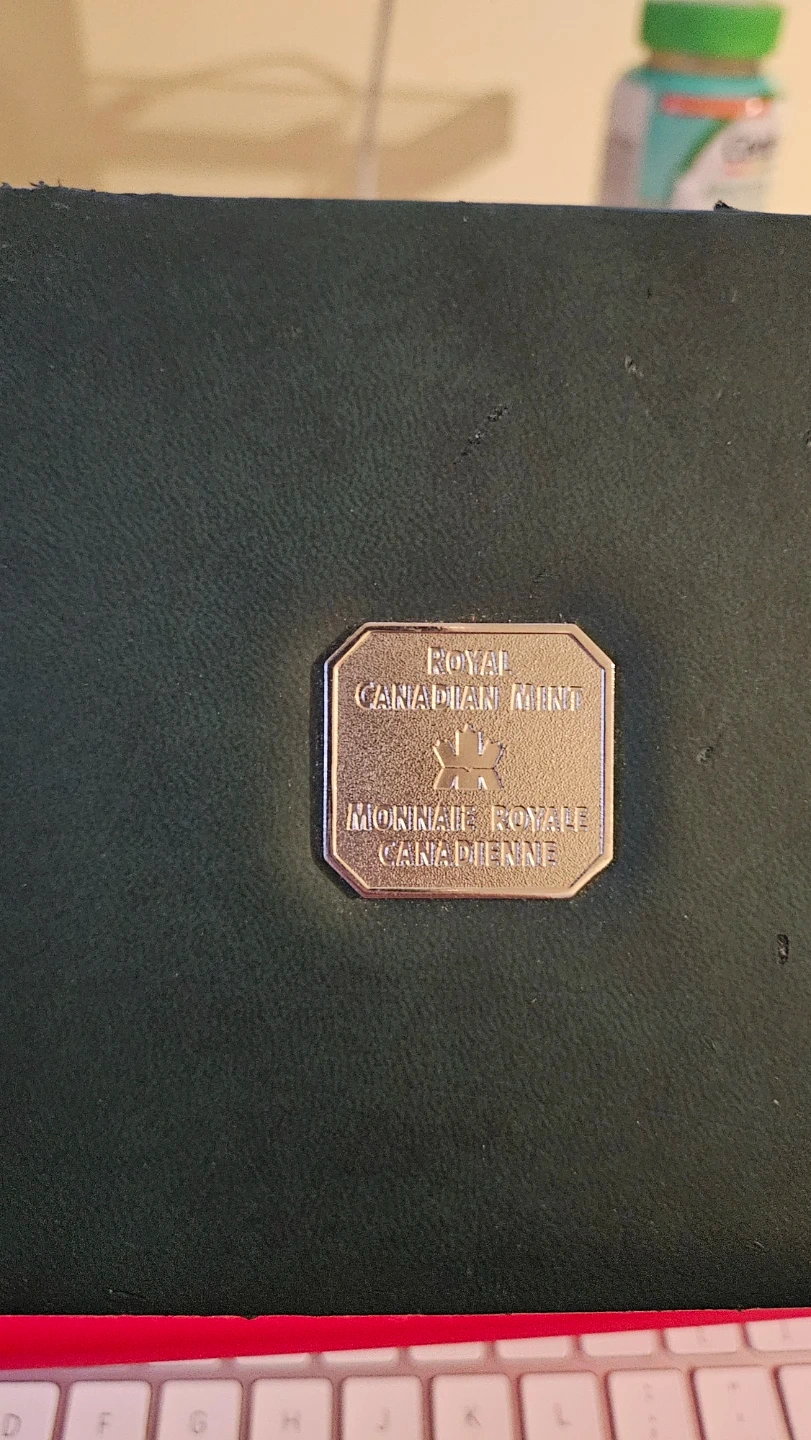 ROYAL
CANADIAN MINT
MONNAIE ROYALE
CANADIENNE
D F G H J K L